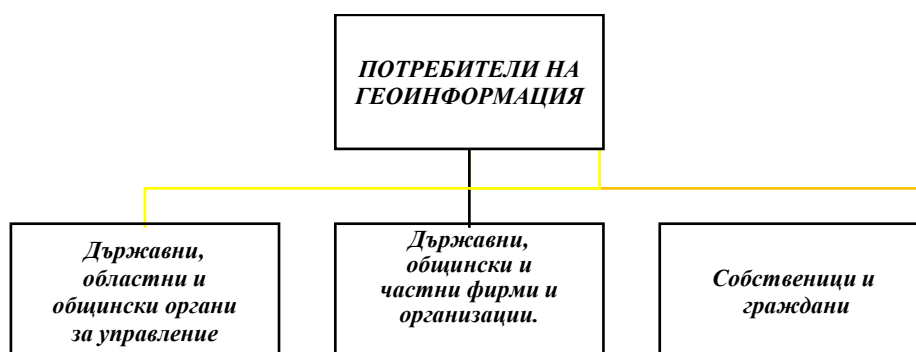 ПОТРЕБИТЕЛИ НА
ГЕОИНФОРМАЦИЯ
Държавни,
областни и
общински органи
за управление
Държавни,
общински и
частни фирми и
организации.
Собственици и
граждани